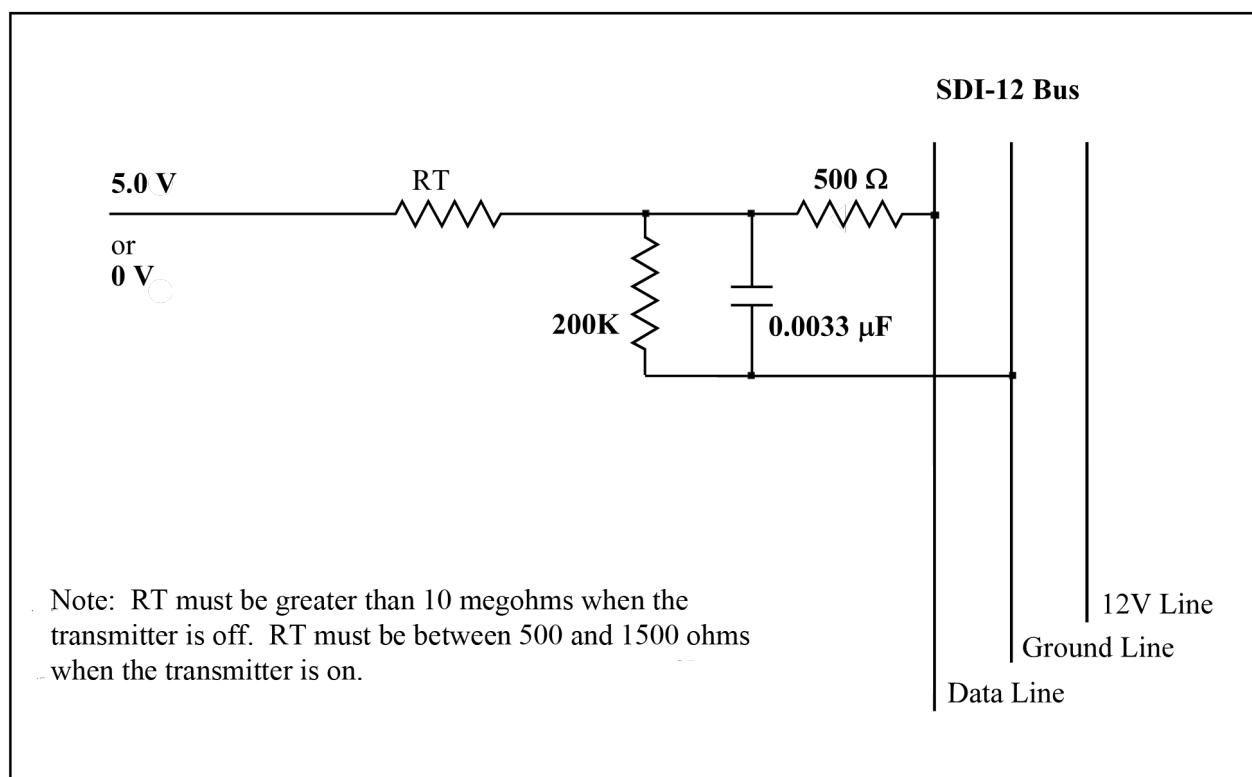 SDI-12 Bus
5.0 V
or
0 V
RT
500 Ω
200K
0.0033 μF
Note: RT must be greater than 10 megohms when the
transmitter is off. RT must be between 500 and 1500 ohms
when the transmitter is on.
12V Line
Ground Line
Data Line